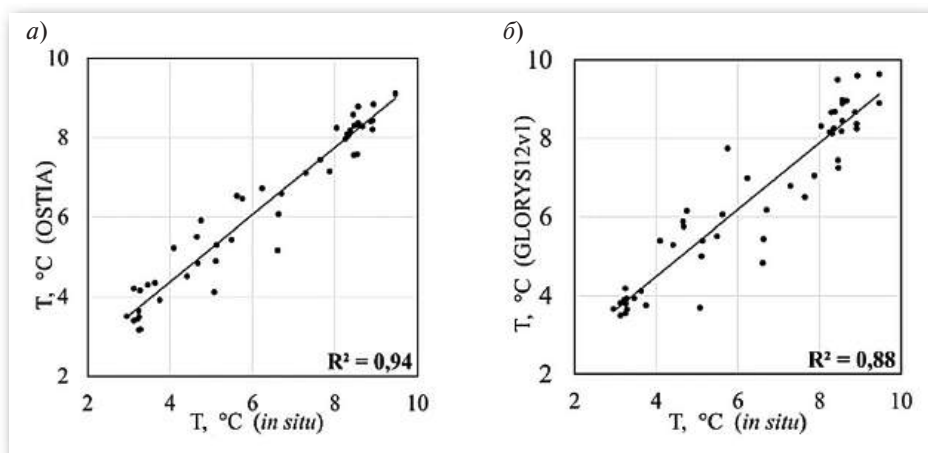 а)
10
8
6
4
2
T, °C (OSTIA)
R² = 0,94
2 4 6 8 10
T, °C (in situ)
б)
10
8
6
4
2
T, °C (GLORYS12v1)
R² = 0,88
2 4 6 8 10
T, °C (in situ)